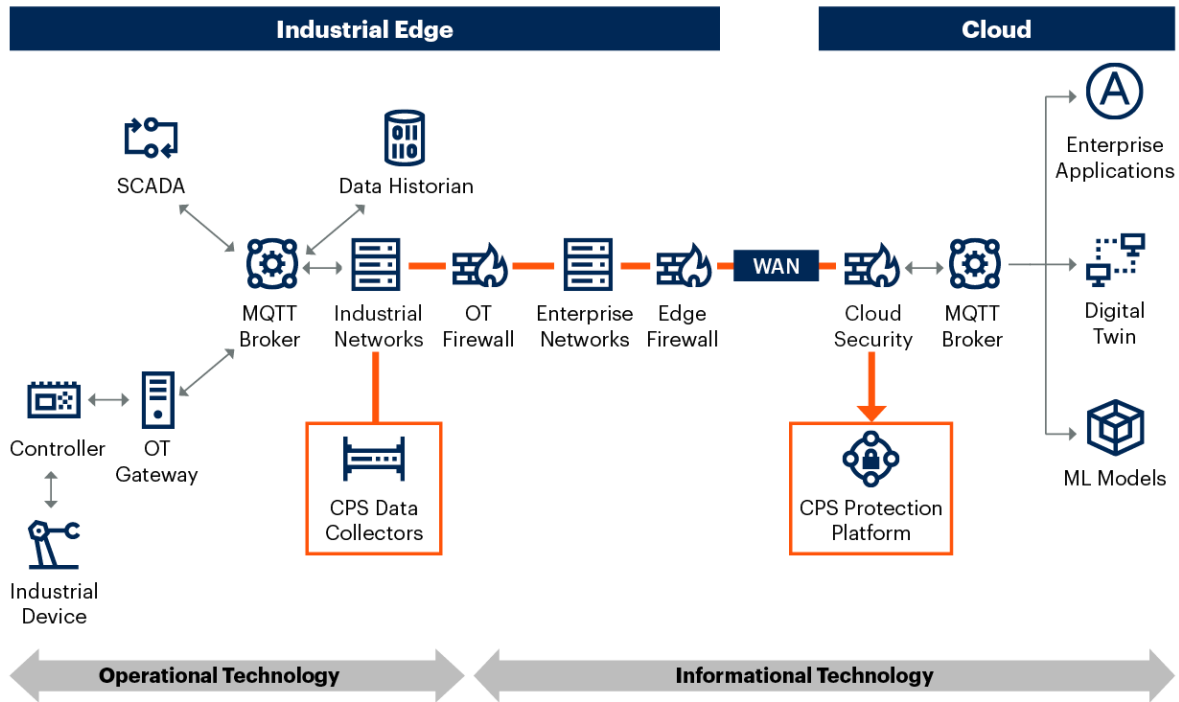 Industrial Edge
Cloud
SCADA
Data Historian
Enterprise
Applications
MQTT
Broker
Industrial
Networks
OT
Firewall
Enterprise
Networks
Edge
Firewall
WAN
Cloud
Security
MQTT
Broker
Digital
Twin
Controller
OT
Gateway
CPS Data
Collectors
CPS Protection
Platform
ML Models
Industrial
Device
Operational Technology
Informational Technology